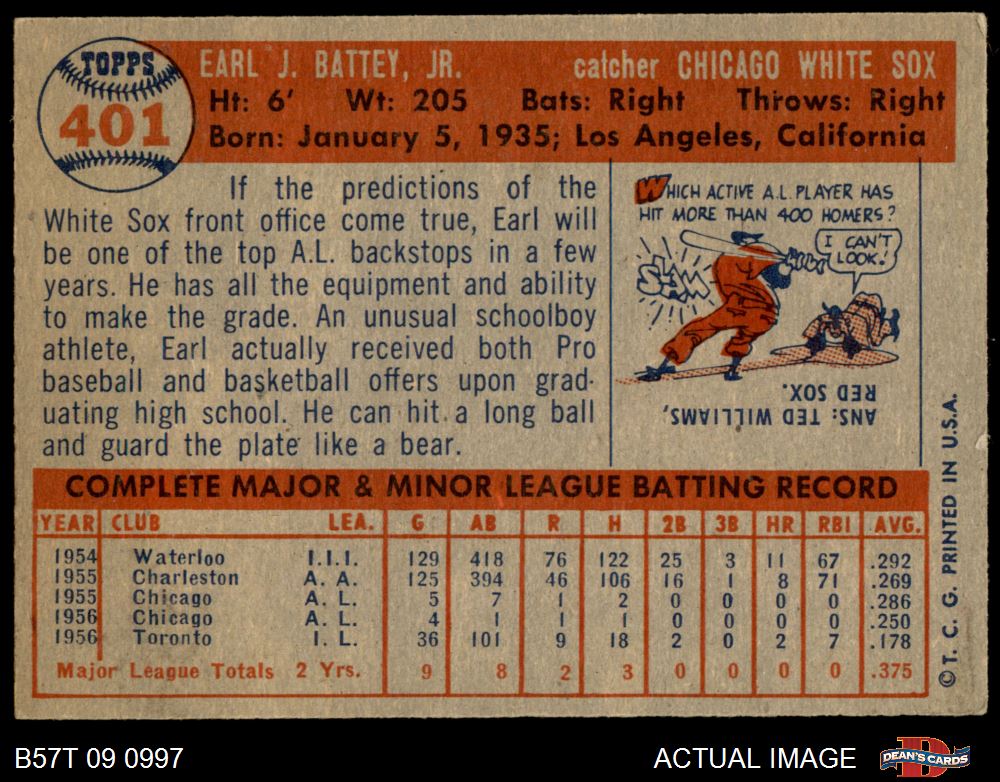 TOPPS
401
EARL J. BATTEY, JR. catcher CHICAGO WHITE SOX
Ht: 6' Wt: 205 Bats: Right Throws: Right
Born: January 5, 1935; Los Angeles, California
If the predictions of the
White Sox front office come true, Earl will
be one of the top A.L. backstops in a few
years. He has all the equipment and ability
to make the grade. An unusual schoolboy
athlete, Earl actually received both Pro
baseball and basketball offers upon grad-
uating high school. He can hit a long ball
and guard the plate like a bear.
WHICH ACTIVE A.L. PLAYER HAS
HIT MORE THAN 400 HOMERS?
I CAN'T
LOOK!
SLAM
ANS: TED WILLIAMS,
RED SOX.
COMPLETE MAJOR & MINOR LEAGUE BATTING RECORD
YEAR CLUB LEA. G AB R H 2B 3B HR RBI AVG.
1954 Waterloo I.I.I. 129 418 76 122 25 3 11 67 .292
1955 Charleston A. A. 125 394 46 106 16 1 8 71 .269
1955 Chicago A. L. 5 7 1 2 0 0 0 0 .286
1956 Chicago A. L. 4 1 1 1 0 0 0 0 .250
1956 Toronto I. L. 36 101 9 18 2 0 2 7 .178
Major League Totals 2 Yrs. 9 8 2 3 0 0 0 0 .375
©T. C. G. PRINTED IN U.S.A.
B57T 09 0997 ACTUAL IMAGE DEAN'S CARDS